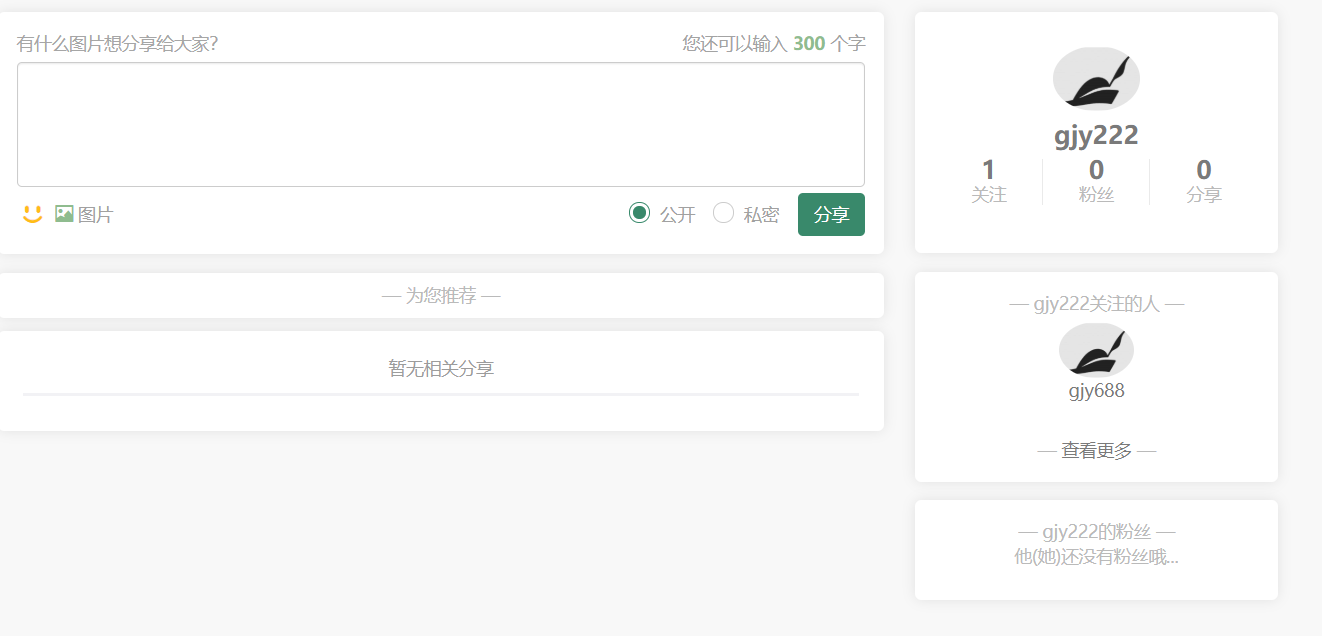 有什么图片想分享给大家?
您还可以输入 300 个字
图片
公开
私密
分享
— 为您推荐 —
暂无相关分享
gjy222
1
关注
0
粉丝
0
分享
— gjy222关注的人 —
gjy688
— 查看更多 —
— gjy222的粉丝 —
他(她)还没有粉丝哦...